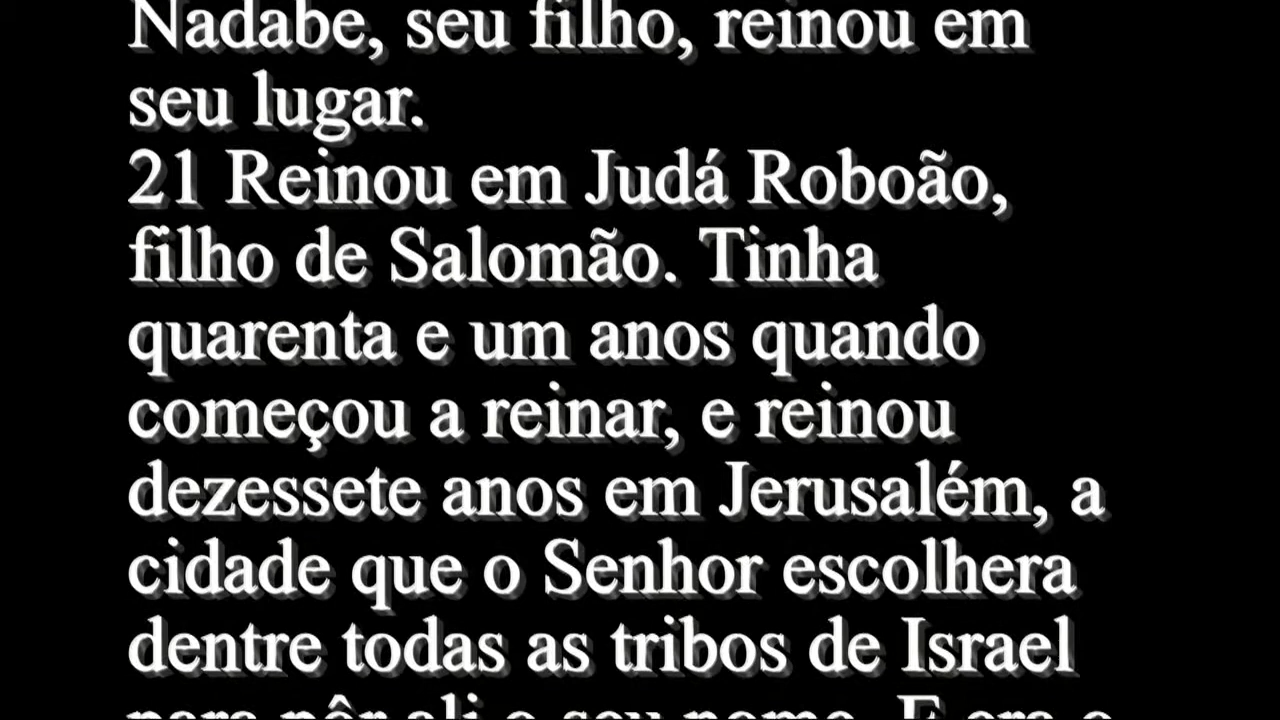 Nadabe, seu filho, reinou em
seu lugar.
21 Reinou em Judá Roboão,
filho de Salomão. Tinha
quarenta e um anos quando
começou a reinar, e reinou
dezessete anos em Jerusalém, a
cidade que o Senhor escolhera
dentre todas as tribos de Israel
para pôr ali o seu nome. E era o